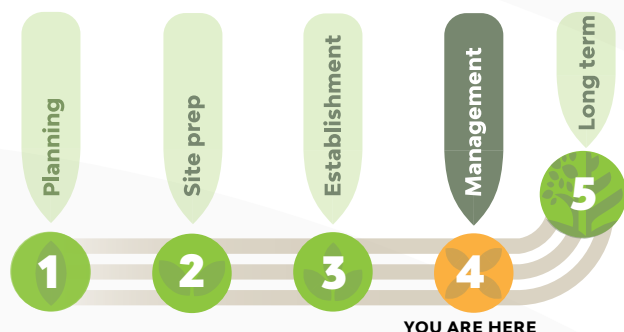 Planning
Site prep
Establishment
Management
Long term
1
2
3
4
5
YOU ARE HERE